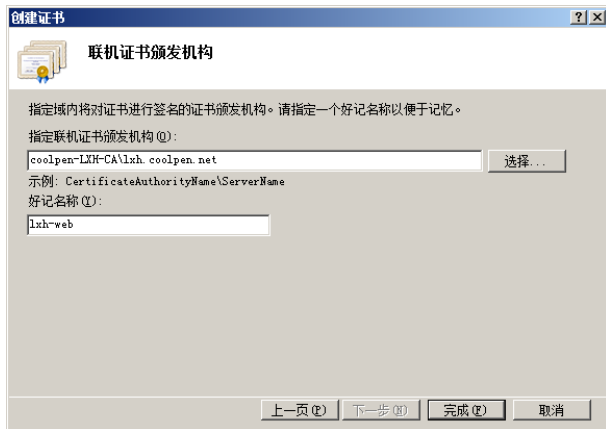 创建证书
联机证书颁发机构
指定域内将对证书进行签名的证书颁发机构。请指定一个好记名称以便于记忆。
指定联机证书颁发机构(O):
coolpen-LXH-CA\lxh.coolpen.net
选择...
示例: CertificateAuthorityName\ServerName
好记名称(Y):
lxh-web
上一页(P) 下一步(N) 完成(F) 取消